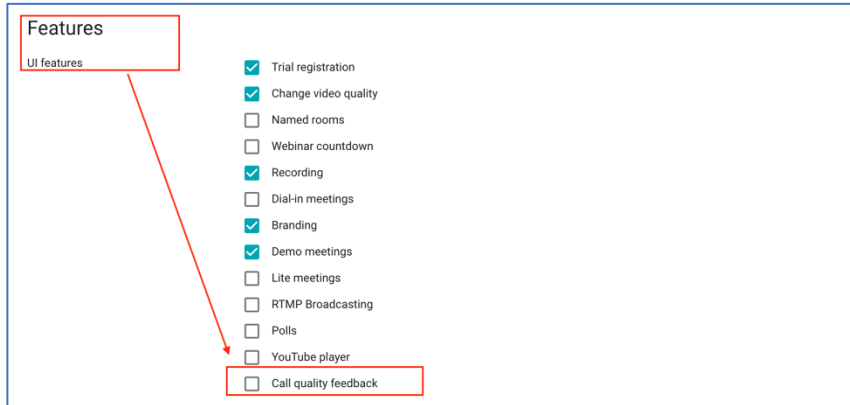 Features
UI features
Trial registration
Change video quality
Named rooms
Webinar countdown
Recording
Dial-in meetings
Branding
Demo meetings
Lite meetings
RTMP Broadcasting
Polls
YouTube player
Call quality feedback